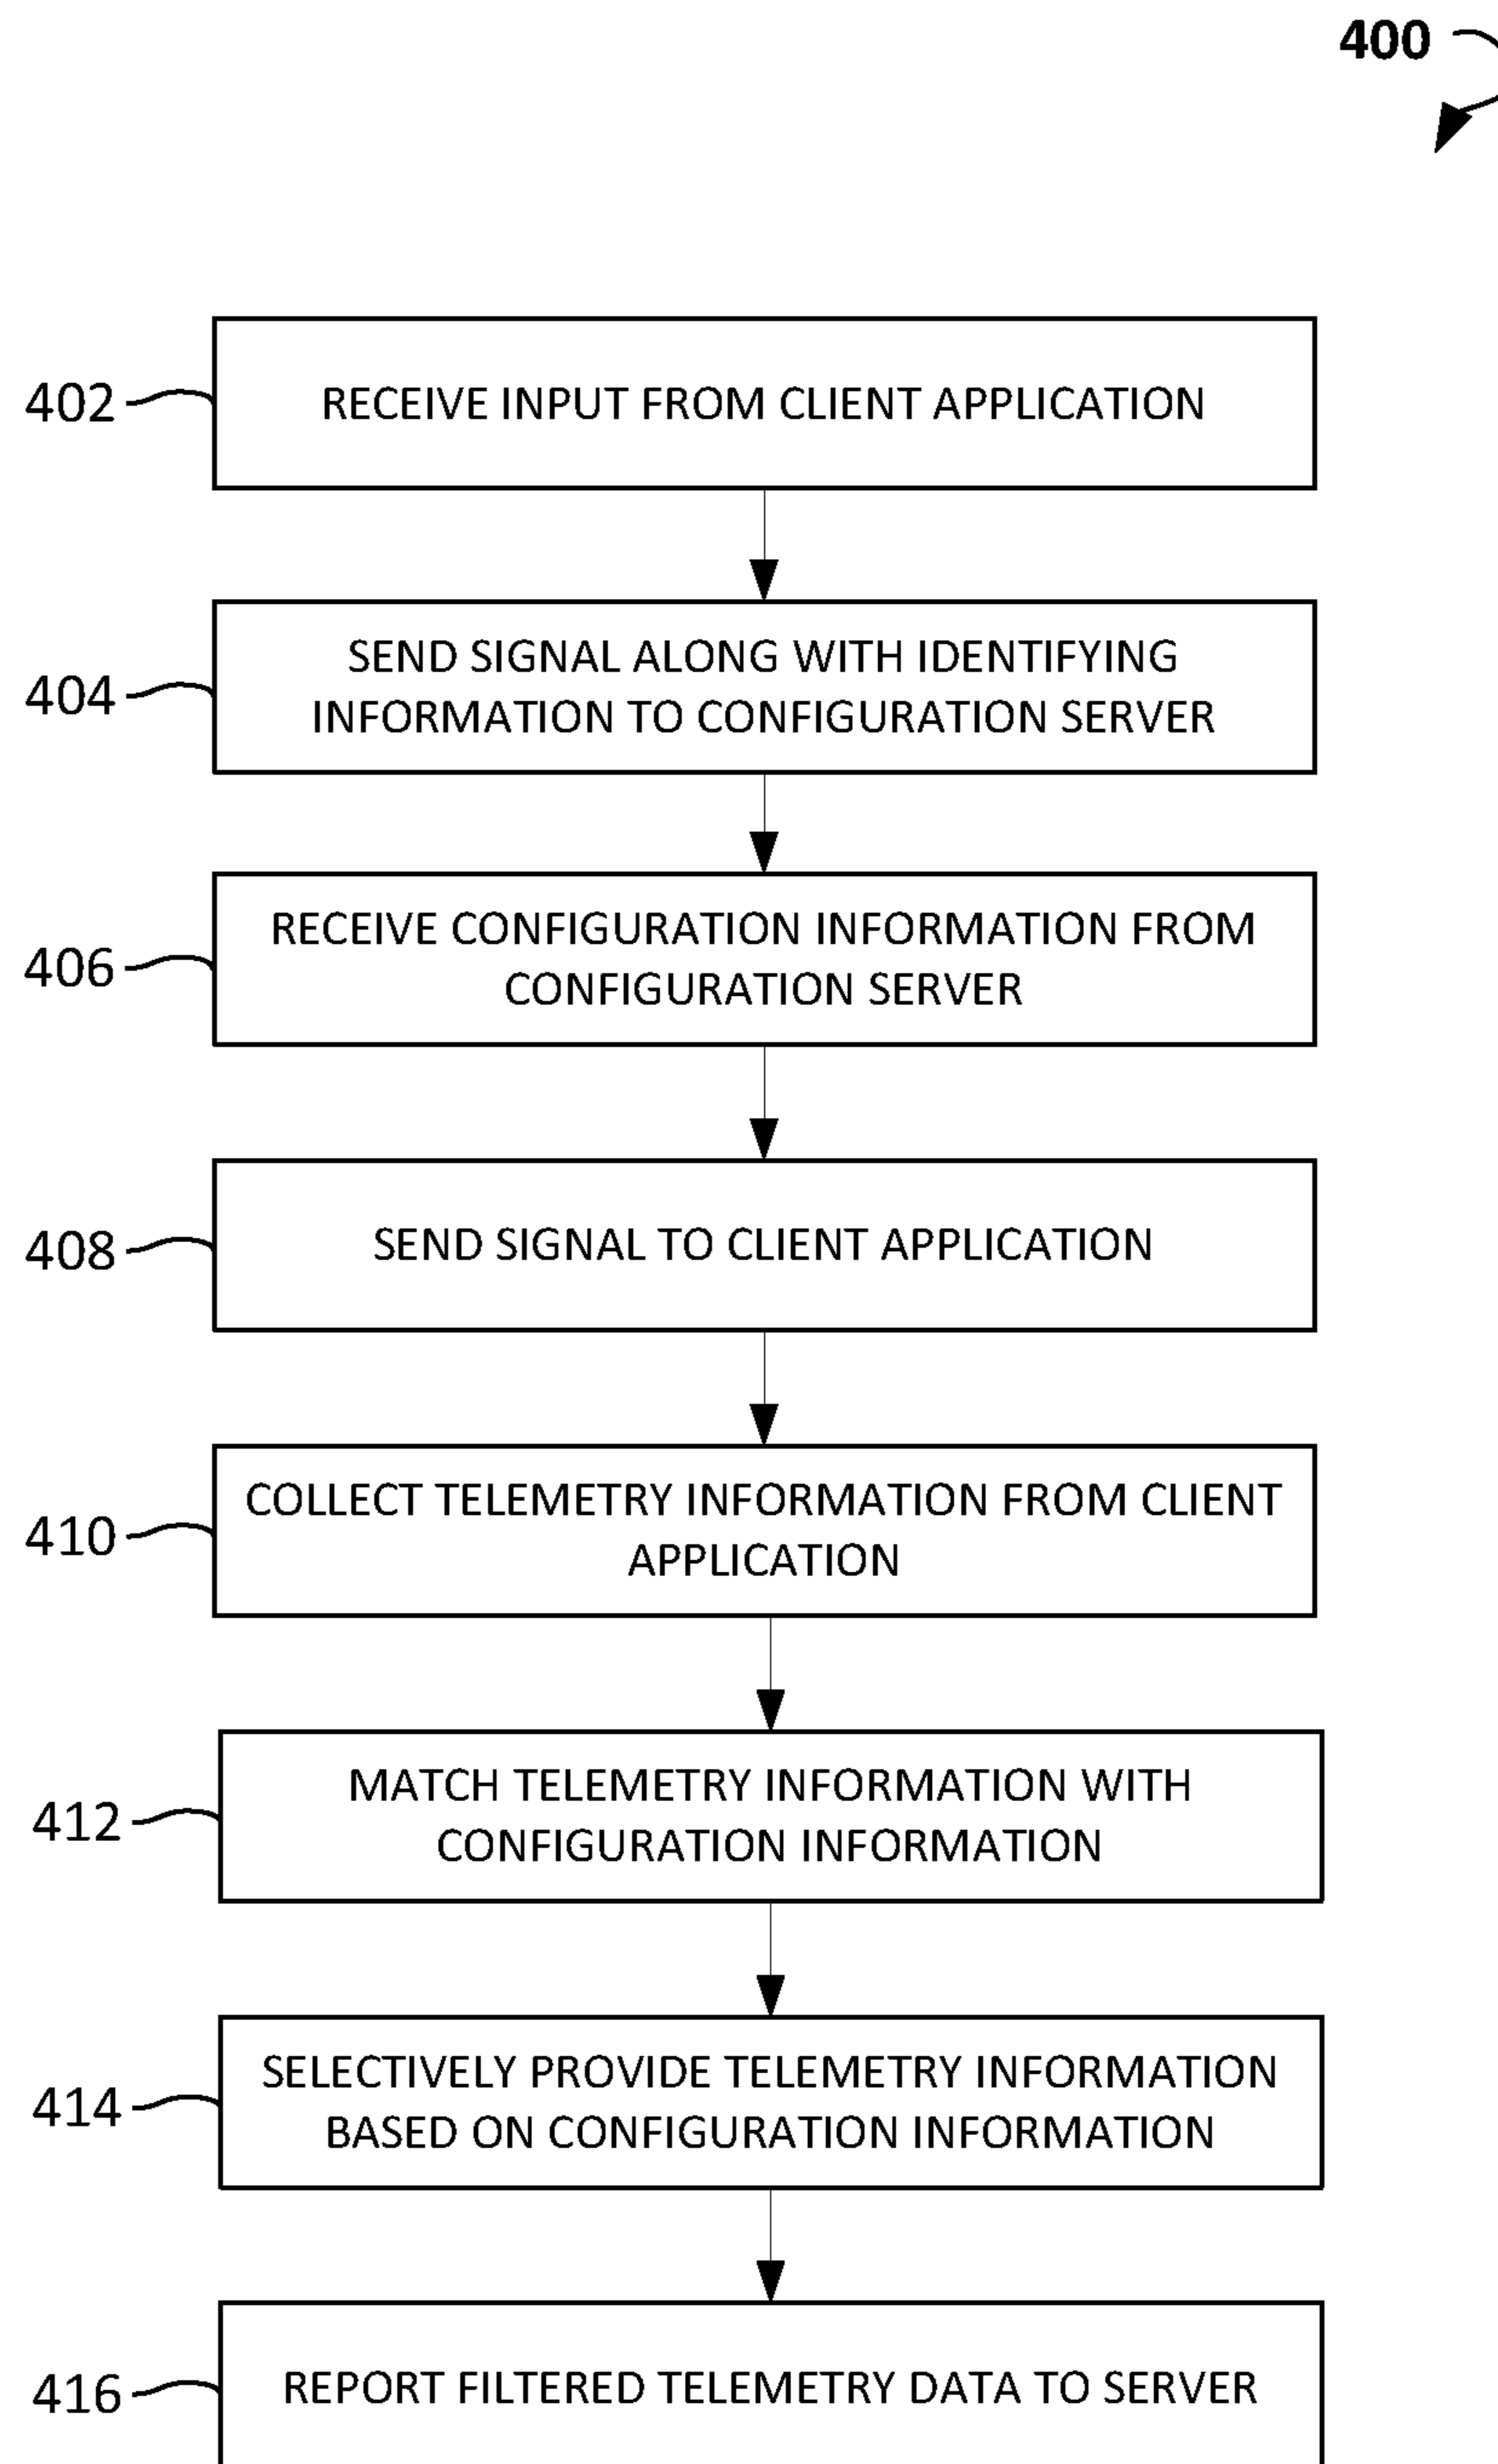 400
402
RECEIVE INPUT FROM CLIENT APPLICATION
404
SEND SIGNAL ALONG WITH IDENTIFYING
INFORMATION TO CONFIGURATION SERVER
406
RECEIVE CONFIGURATION INFORMATION FROM
CONFIGURATION SERVER
408
SEND SIGNAL TO CLIENT APPLICATION
410
COLLECT TELEMETRY INFORMATION FROM CLIENT
APPLICATION
412
MATCH TELEMETRY INFORMATION WITH
CONFIGURATION INFORMATION
414
SELECTIVELY PROVIDE TELEMETRY INFORMATION
BASED ON CONFIGURATION INFORMATION
416
REPORT FILTERED TELEMETRY DATA TO SERVER